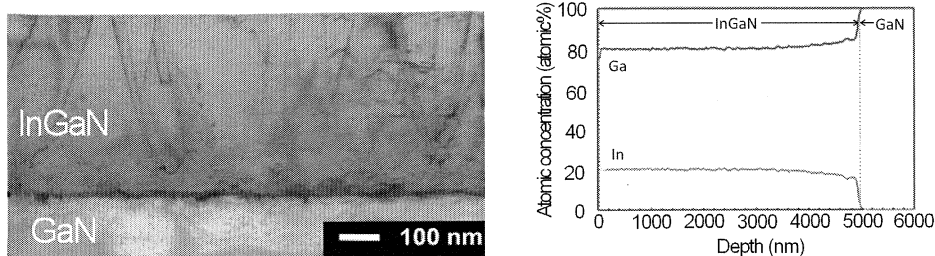 InGaN
GaN
100 nm
Atomic concentration (atomic%)
100
80
60
40
20
0
InGaN
GaN
Ga
In
0
1000
2000
3000
4000
5000
6000
Depth (nm)